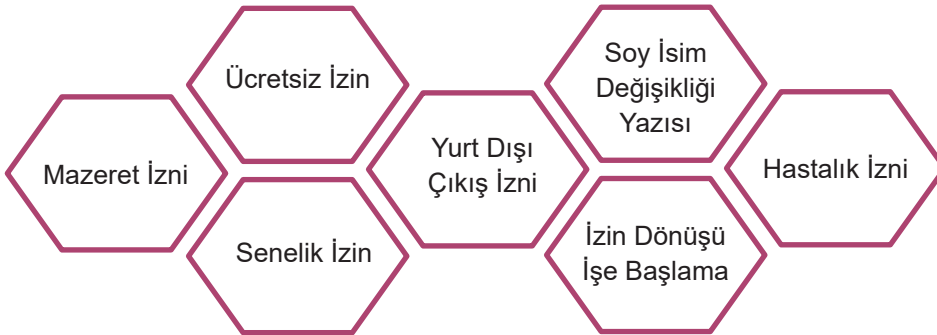 Mazeret İzni
Ücretsiz İzin
Senelik İzin
Yurt Dışı
Çıkış İzni
Soy İsim
Değişikliği
Yazısı
İzin Dönüşü
İşe Başlama
Hastalık İzni